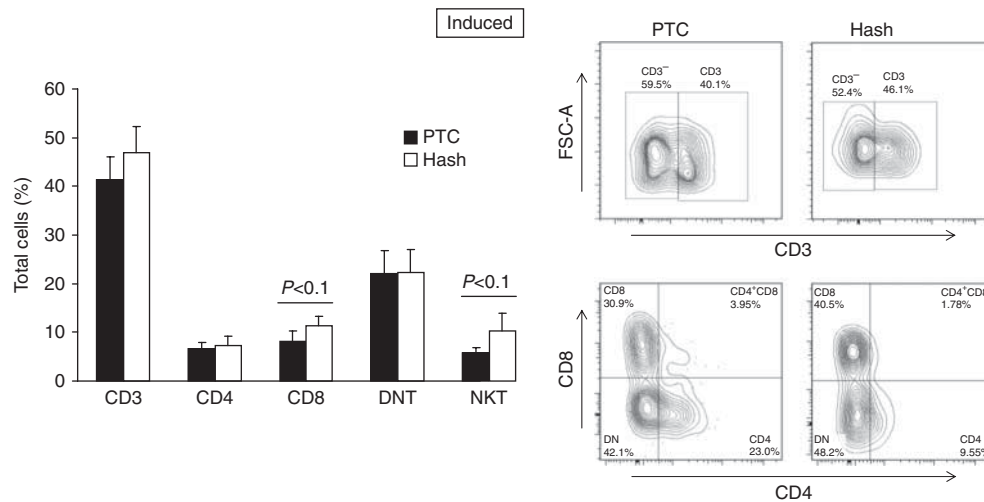 Induced
60
50
40
30
20
10
0
Total cells (%)
PTC
Hash
P<0.1
P<0.1
CD3
CD4
CD8
DNT
NKT
PTC
Hash
FSC-A
CD3⁻
59.5%
CD3
40.1%
CD3⁻
52.4%
CD3
46.1%
CD3
CD8
CD8
30.9%
CD4⁺CD8
3.95%
DN
42.1%
CD4
23.0%
CD8
40.5%
CD4⁺CD8
1.78%
DN
48.2%
CD4
9.55%
CD4